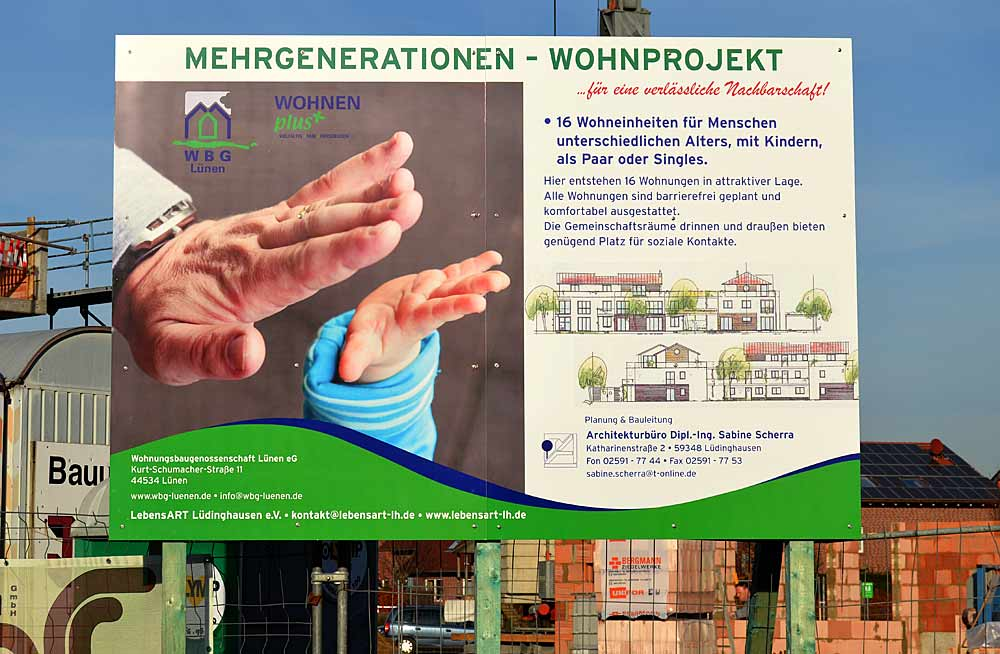 MEHRGENERATIONEN - WOHNPROJEKT
...für eine verlässliche Nachbarschaft!
WBG
Lünen
WOHNEN
plus*
• 16 Wohneinheiten für Menschen
unterschiedlichen Alters, mit Kindern,
als Paar oder Singles.
Hier entstehen 16 Wohnungen in attraktiver Lage.
Alle Wohnungen sind barrierefrei geplant und
komfortabel ausgestattet.
Die Gemeinschaftsräume drinnen und draußen bieten
genügend Platz für soziale Kontakte.
Planung & Bauleitung
Architekturbüro Dipl.-Ing. Sabine Scherra
Katharinenstraße 2 • 59348 Lüdinghausen
Fon 02591 - 77 44 • Fax 02591 - 77 53
sabine.scherra@t-online.de
Wohnungsbaugenossenschaft Lünen eG
Kurt-Schumacher-Straße 11
44534 Lünen
www.wbg-luenen.de • info@wbg-luenen.de
LebensART Lüdinghausen e.V. • kontakt@lebensart-lh.de • www.lebensart-lh.de
Bauu
GmbH
BERGMANN
ZIEGELWERKE